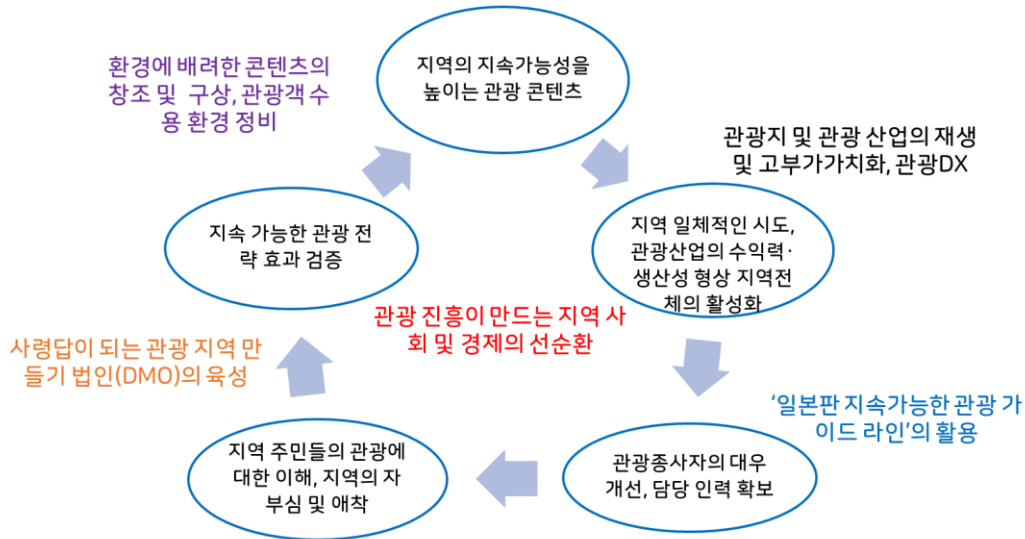 지역의 지속가능성을
높이는 관광 콘텐츠
환경에 배려한 콘텐츠의
창조 및 구상, 관광객 수
용 환경 정비
관광지 및 관광 산업의 재생
및 고부가가치화, 관광DX
지속 가능한 관광 전
략 효과 검증
지역 일체적인 시도,
관광산업의 수익력·
생산성 형상 지역전
체의 활성화
관광 진흥이 만드는 지역 사
회 및 경제의 선순환
사령답이 되는 관광 지역 만
들기 법인(DMO)의 육성
'일본판 지속가능한 관광 가
이드 라인'의 활용
지역 주민들의 관광에
대한 이해, 지역의 자
부심 및 애착
관광종사자의 대우
개선, 담당 인력 확보